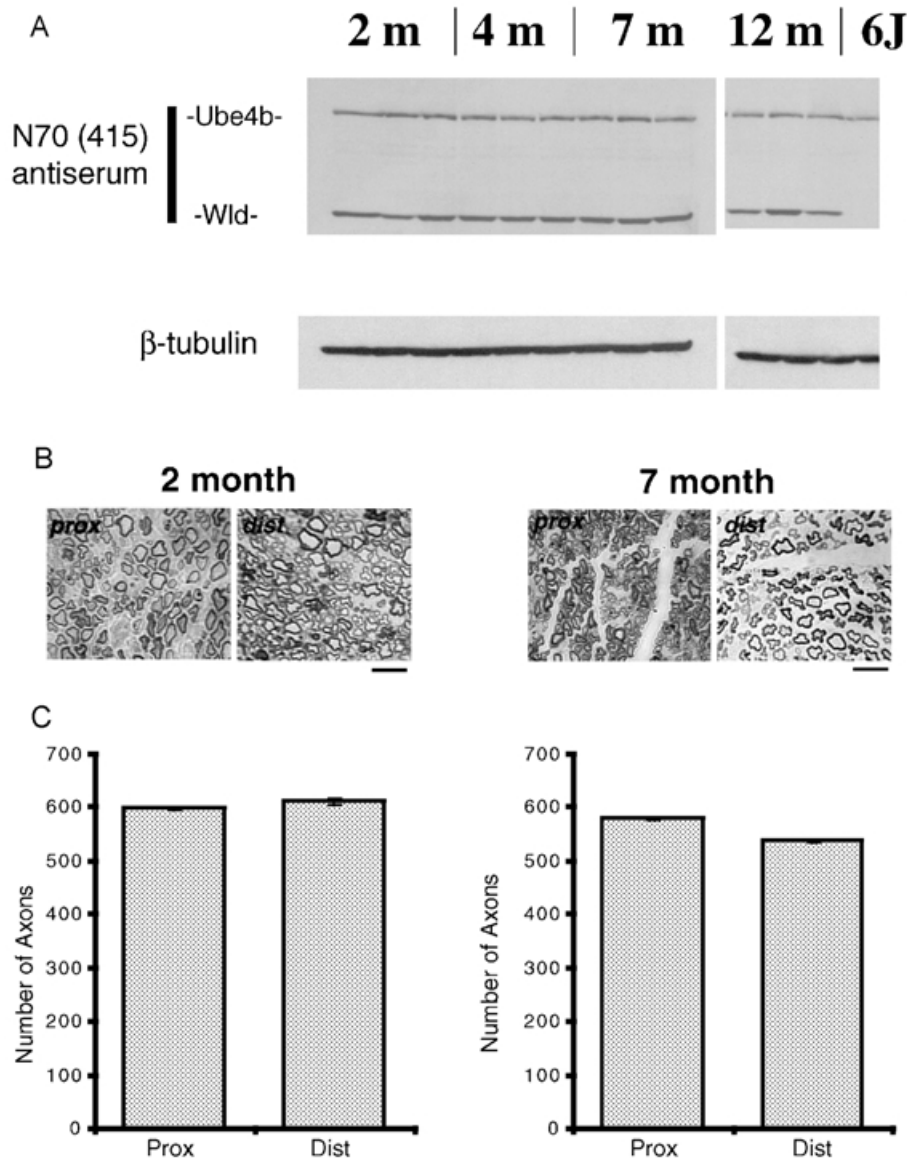 A
2 m | 4 m | 7 m 12 m | 6J
N70 (415)
antiserum
-Ube4b-
-Wld-
β-tubulin
B
2 month
7 month
prox
dist
prox
dist
C
700
600
500
400
300
200
100
0
Number of Axons
Prox
Dist
700
600
500
400
300
200
100
0
Number of Axons
Prox
Dist